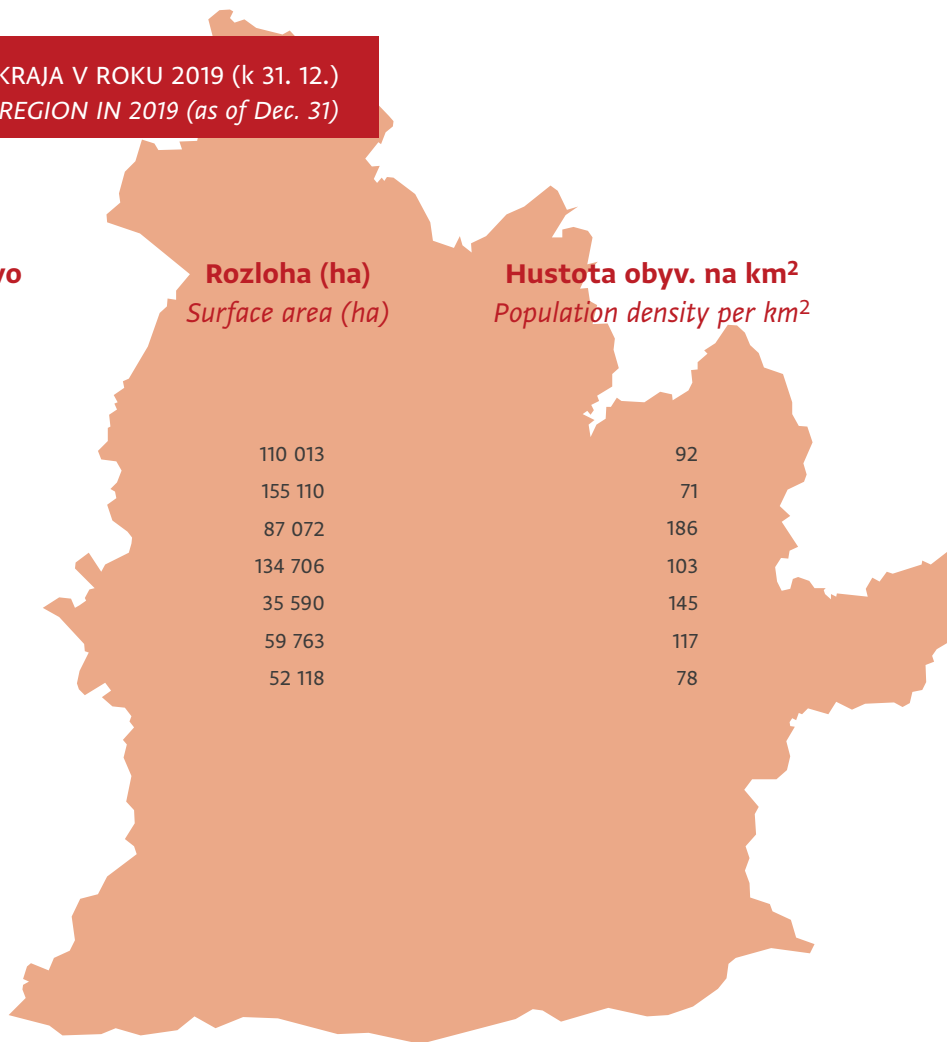 KRAJA V ROKU 2019 (k 31. 12.)
REGION IN 2019 (as of Dec. 31)
vo
Rozloha (ha)
Hustota obyv. na km²
Surface area (ha)
Population density per km²
110 013 92
155 110 71
87 072 186
134 706 103
35 590 145
59 763 117
52 118 78